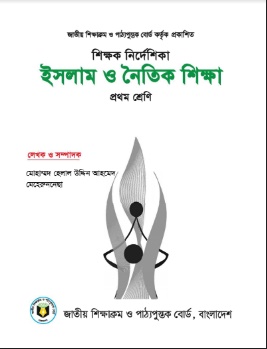 জাতীয় শিক্ষাক্রম ও পাঠ্যপুস্তক বোর্ড কর্তৃক প্রকাশিত
শিক্ষক নির্দেশিকা
ইসলাম ও নৈতিক শিক্ষা
প্রথম শ্রেণি
লেখক ও সম্পাদক
মোহাম্মদ হেলাল উদ্দিন আহমেদ
মেহেরুননেছা
জাতীয় শিক্ষাক্রম ও পাঠ্যপুস্তক বোর্ড, বাংলাদেশ